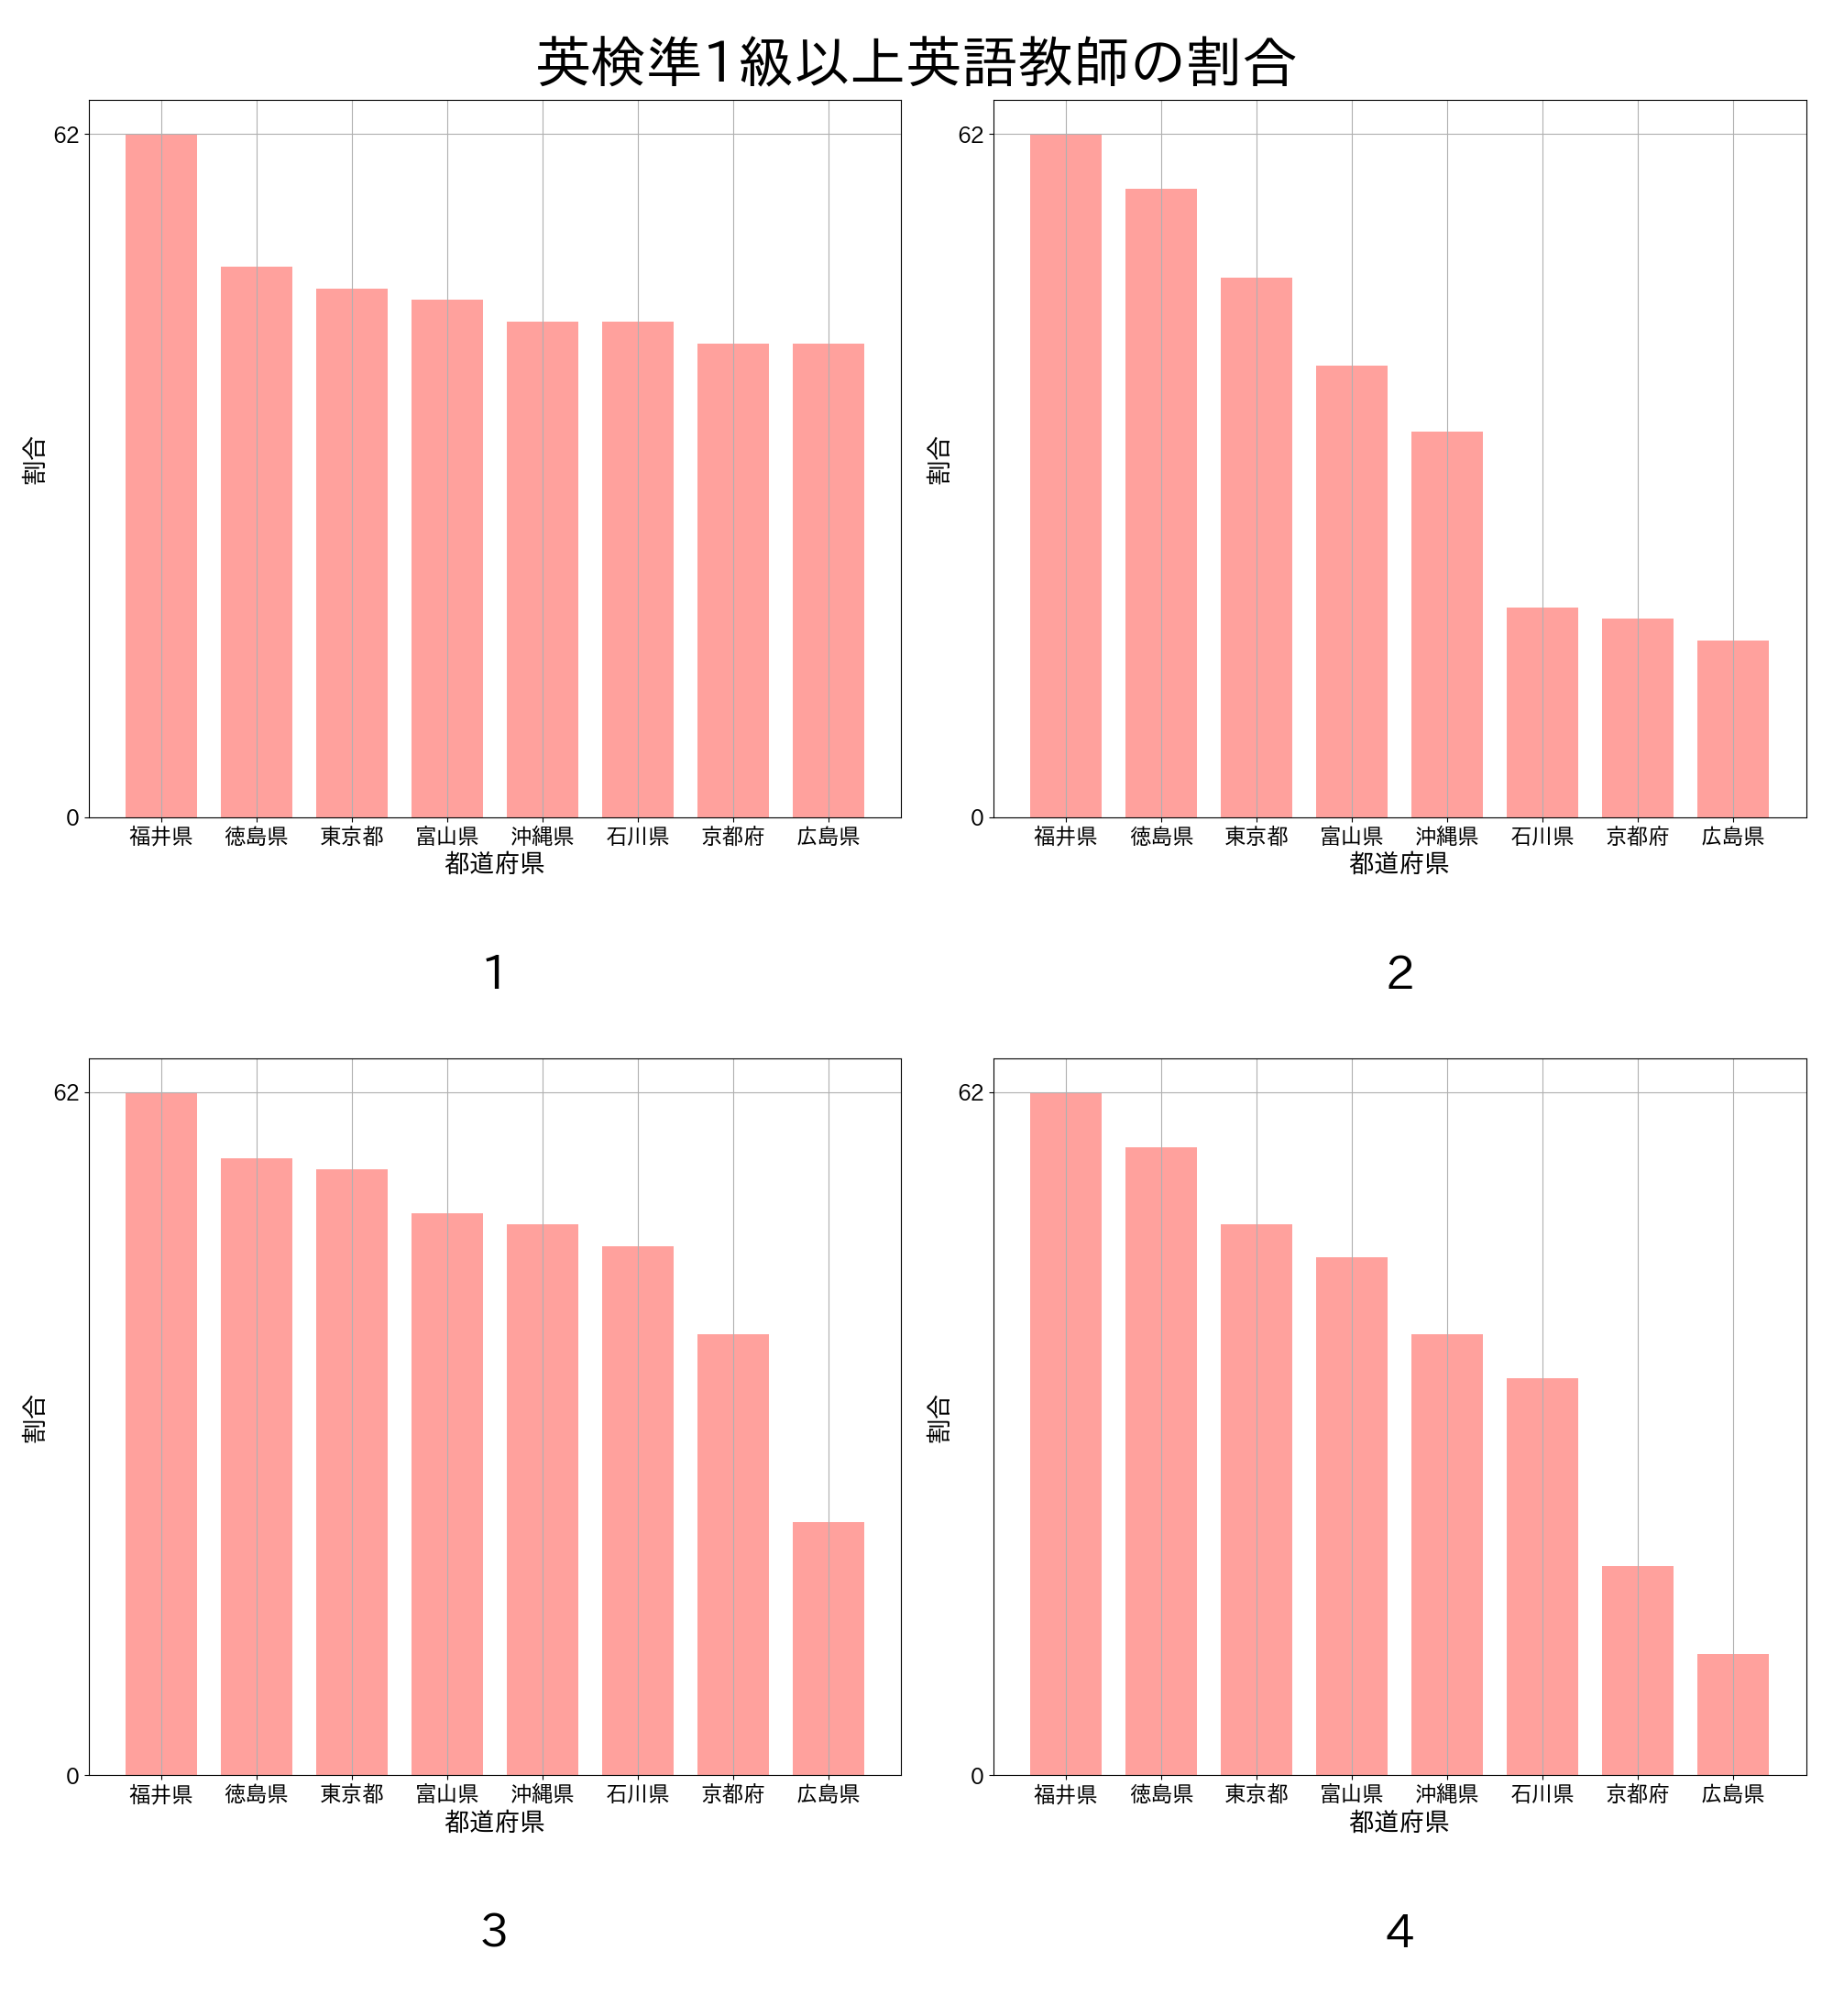 英検準1級以上英語教師の割合
62
0
割合
福井県 徳島県 東京都 富山県 沖縄県 石川県 京都府 広島県
都道府県
1
62
0
割合
福井県 徳島県 東京都 富山県 沖縄県 石川県 京都府 広島県
都道府県
2
62
0
割合
福井県 徳島県 東京都 富山県 沖縄県 石川県 京都府 広島県
都道府県
3
62
0
割合
福井県 徳島県 東京都 富山県 沖縄県 石川県 京都府 広島県
都道府県
4